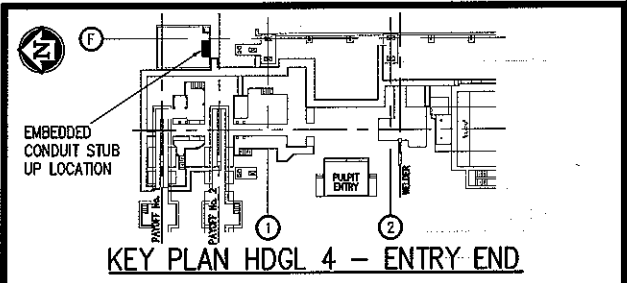 N
F
EMBEDDED
CONDUIT STUB
UP LOCATION
PAYOFF No. 1
PAYOFF No. 2
PULPIT
ENTRY
WELDER
1
2
KEY PLAN HDGL 4 – ENTRY END